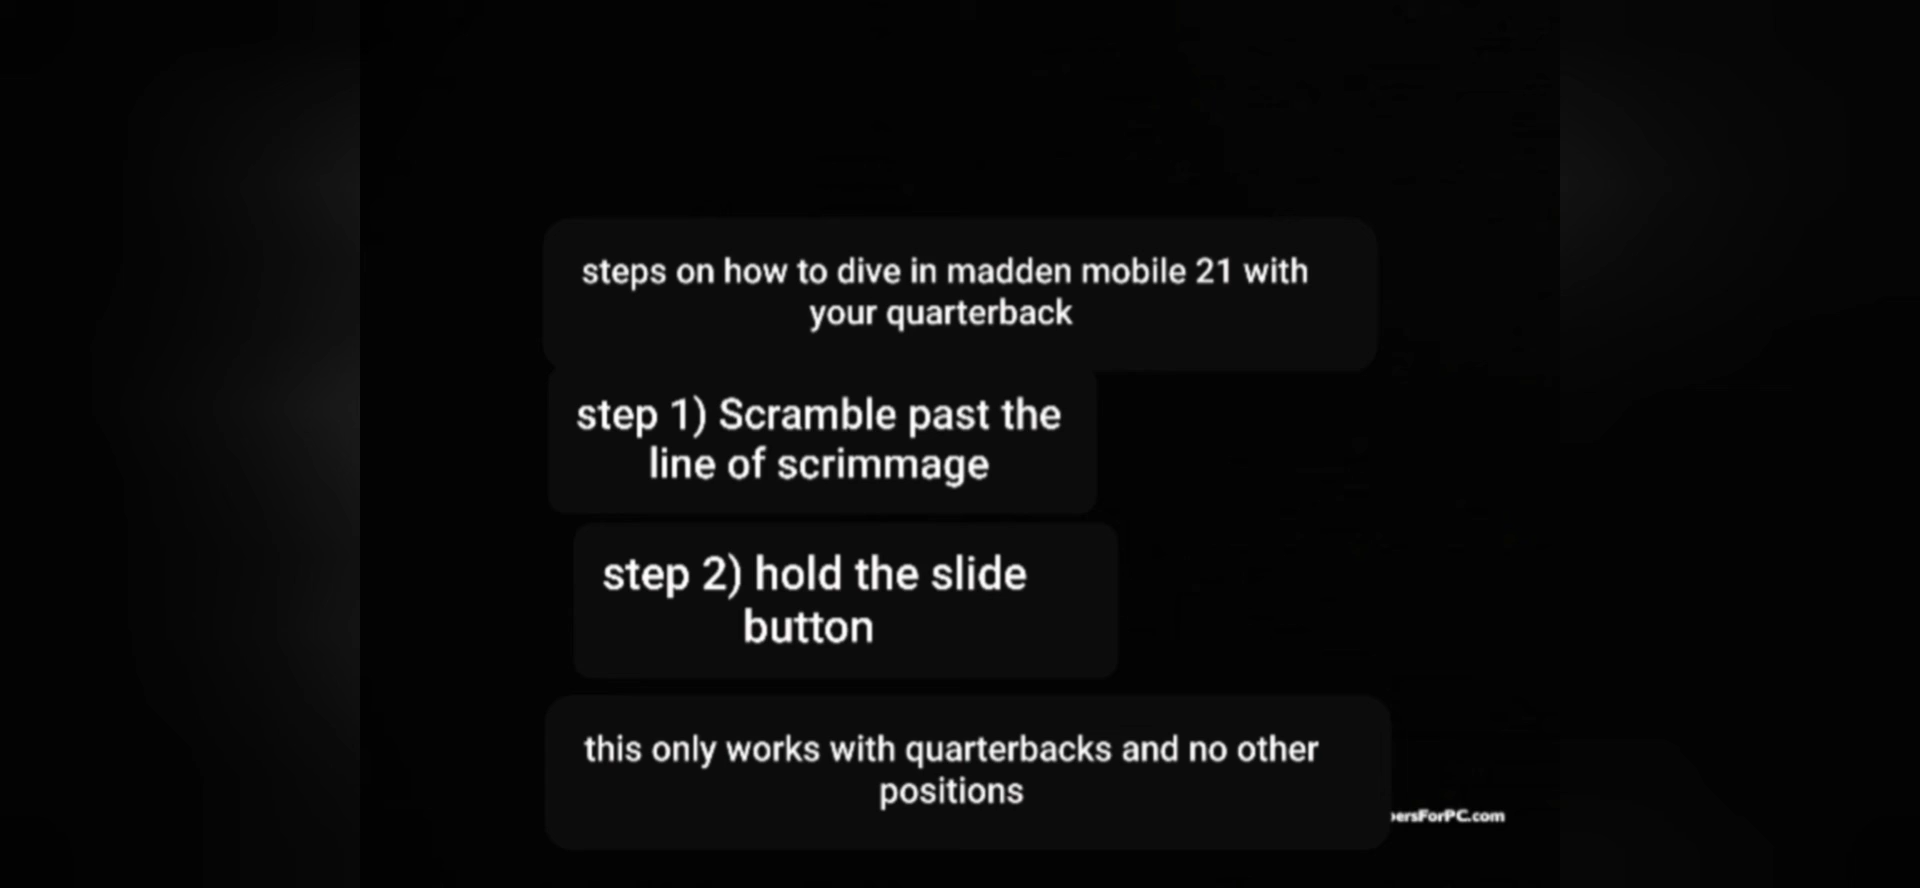 steps on how to dive in madden mobile 21 with
your quarterback
step 1) Scramble past the
line of scrimmage
step 2) hold the slide
button
this only works with quarterbacks and no other
positions